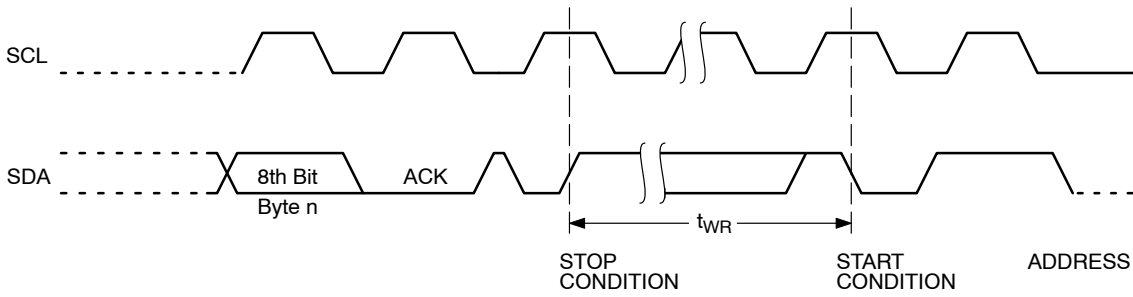 SCL
SDA
8th Bit
Byte n
ACK
tWR
STOP
CONDITION
START
CONDITION
ADDRESS